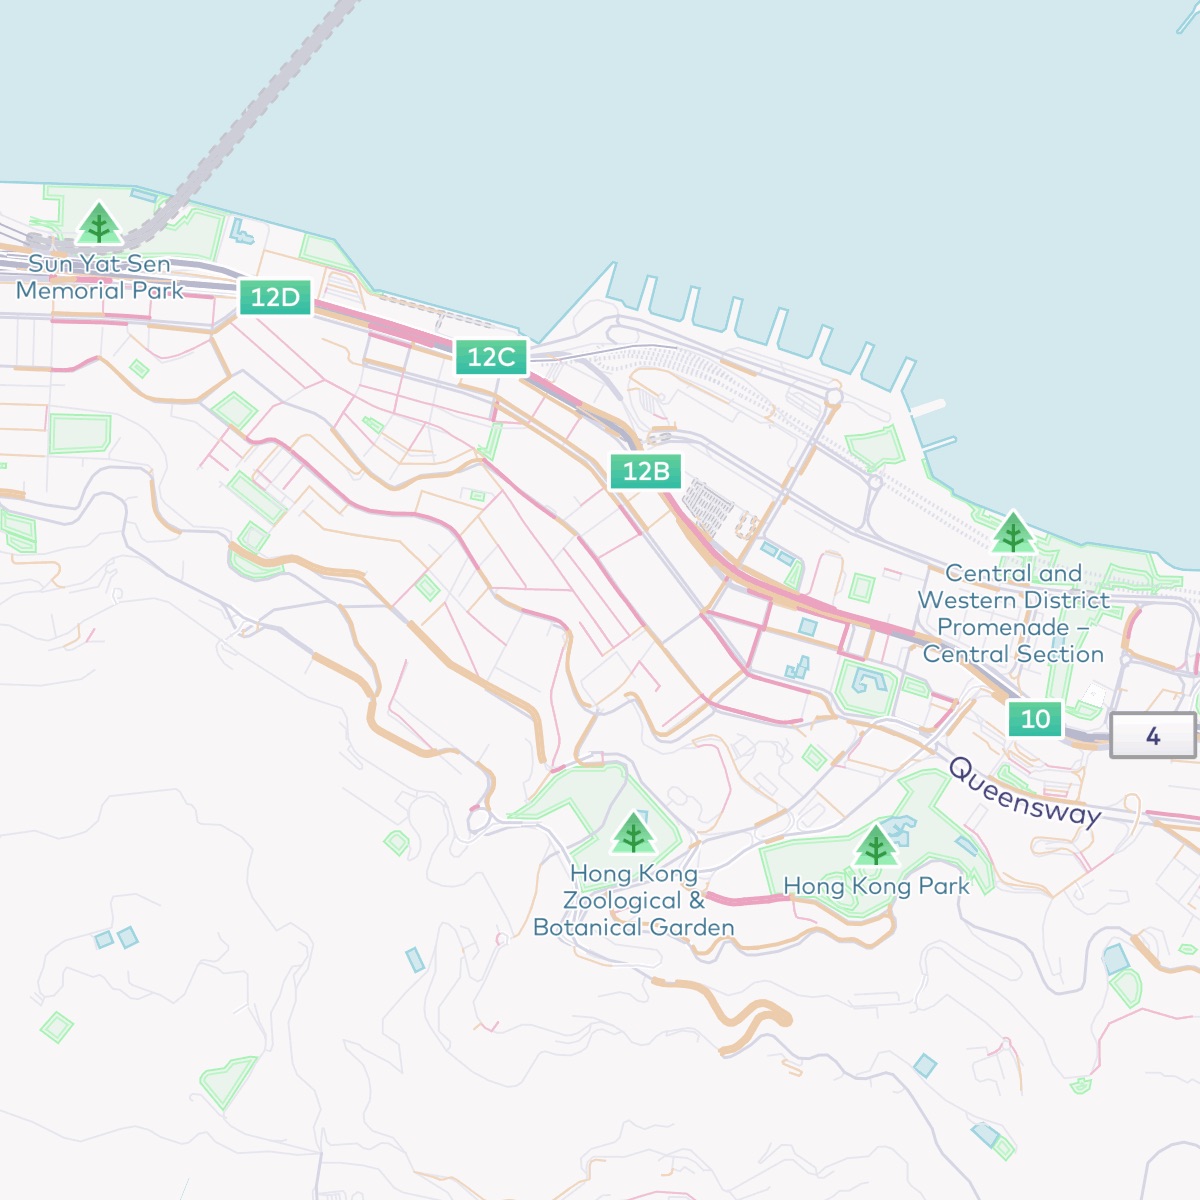 Sun Yat Sen
Memorial Park
12D
12C
12B
Central and
Western District
Promenade –
Central Section
10
4
Queensway
Hong Kong
Zoological &
Botanical Garden
Hong Kong Park